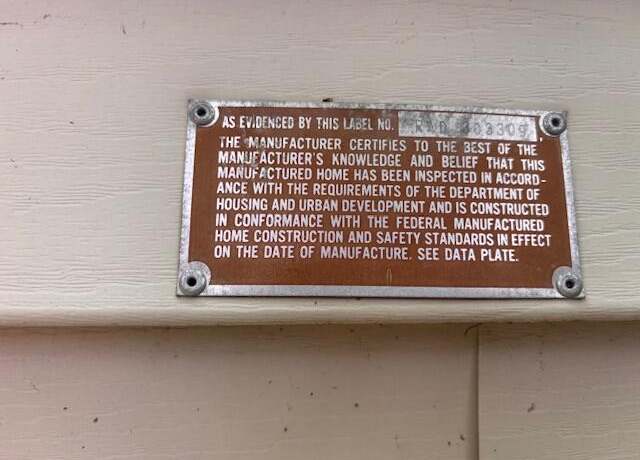 AS EVIDENCED BY THIS LABEL NO.
THE MANUFACTURER CERTIFIES TO THE BEST OF THE
MANUFACTURER'S KNOWLEDGE AND BELIEF THAT THIS
MANUFACTURED HOME HAS BEEN INSPECTED IN ACCORD-
ANCE WITH THE REQUIREMENTS OF THE DEPARTMENT OF
HOUSING AND URBAN DEVELOPMENT AND IS CONSTRUCTED
IN CONFORMANCE WITH THE FEDERAL MANUFACTURED
HOME CONSTRUCTION AND SAFETY STANDARDS IN EFFECT
ON THE DATE OF MANUFACTURE. SEE DATA PLATE.